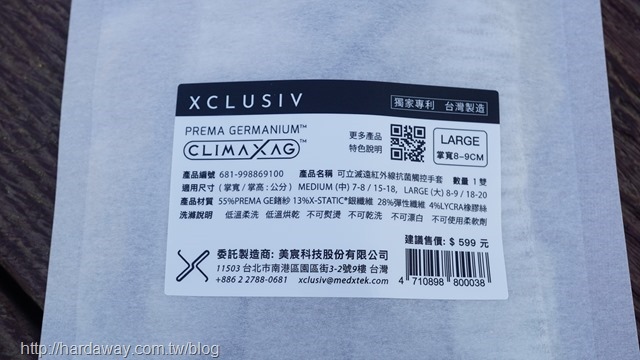 XCLUSIV 獨家專利 台灣製造
PREMA GERMANIUM™
CLIMAXAG™
更多產品
特色說明
LARGE
掌寬8-9CM
產品編號 681-998869100 產品名稱 可立滅遠紅外線抗菌觸控手套 數量 1雙
適用尺寸 (掌寬 / 掌高 : 公分) MEDIUM (中) 7-8 / 15-18, LARGE (大) 8-9 / 18-20
產品材質 55%PREMA GE鍺紗 13%X-STATIC®銀纖維 28%彈性纖維 4%LYCRA橡膠絲
洗滌說明 低溫柔洗 低溫烘乾 不可熨燙 不可乾洗 不可漂白 不可使用柔軟劑
建議售價: $ 599 元
委託製造商: 美宸科技股份有限公司
11503 台北市南港區園區街3-2號9樓 台灣
+886 2 2788-0681 xclusiv@medxtek.com
4 710898 800038
http://hardaway.com.tw/blog